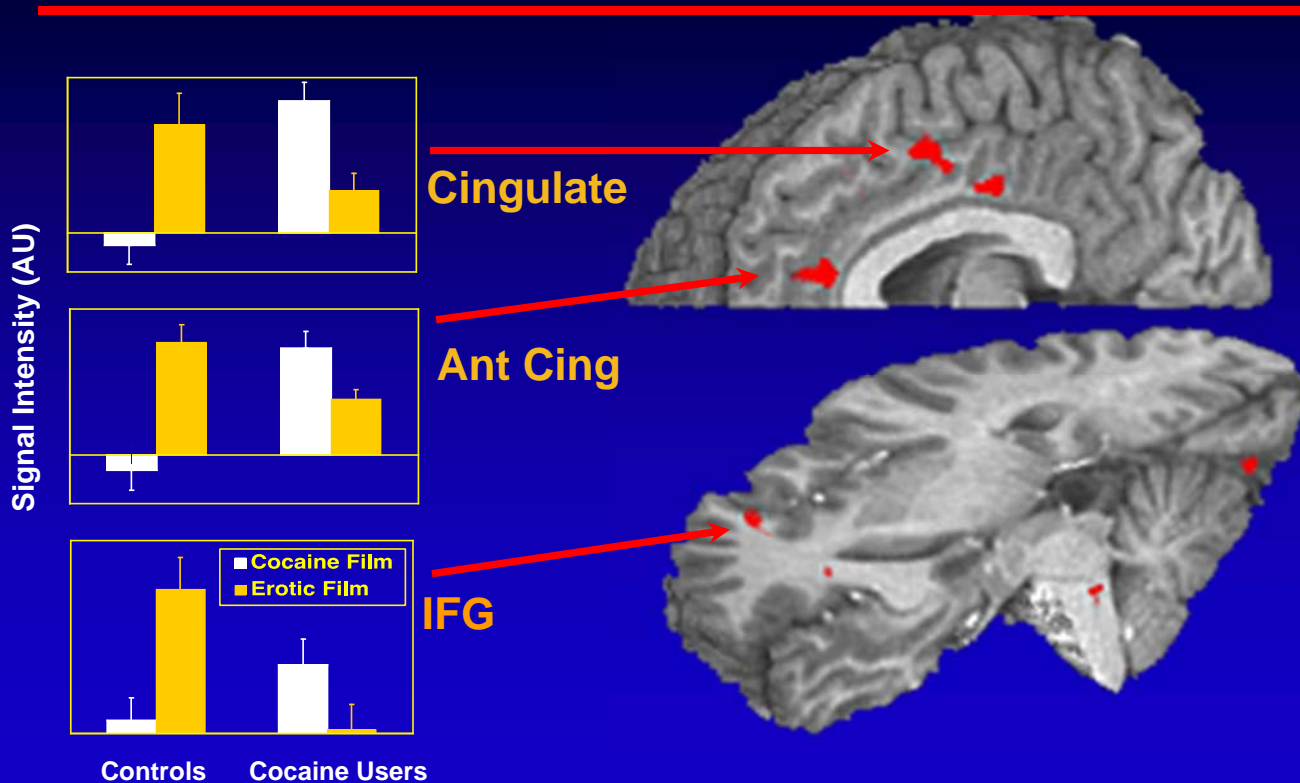 Signal Intensity (AU)
Cingulate
Ant Cing
Cocaine Film
Erotic Film
IFG
Controls Cocaine Users